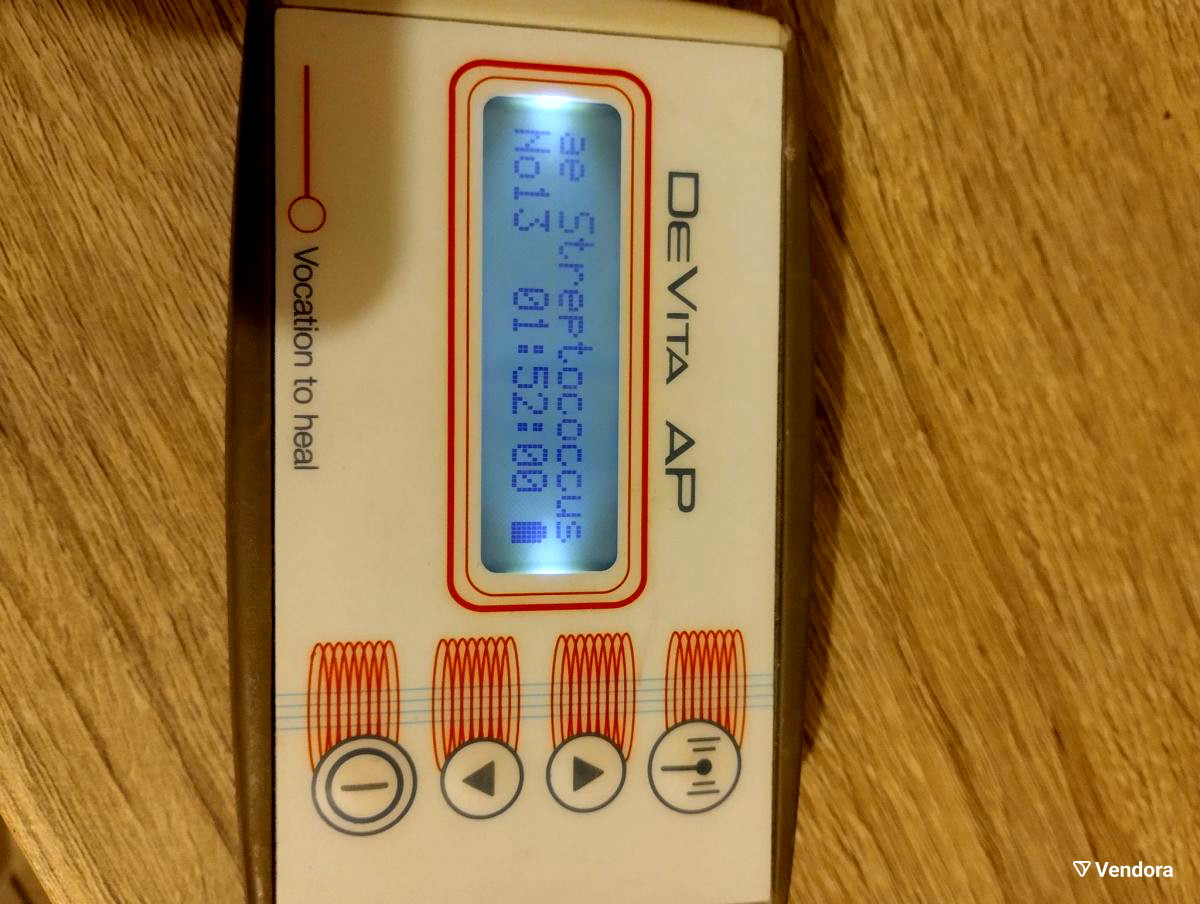 DEVITA AP
ae Streptococcus
No13 01:52:00
Vocation to heal
Vendora